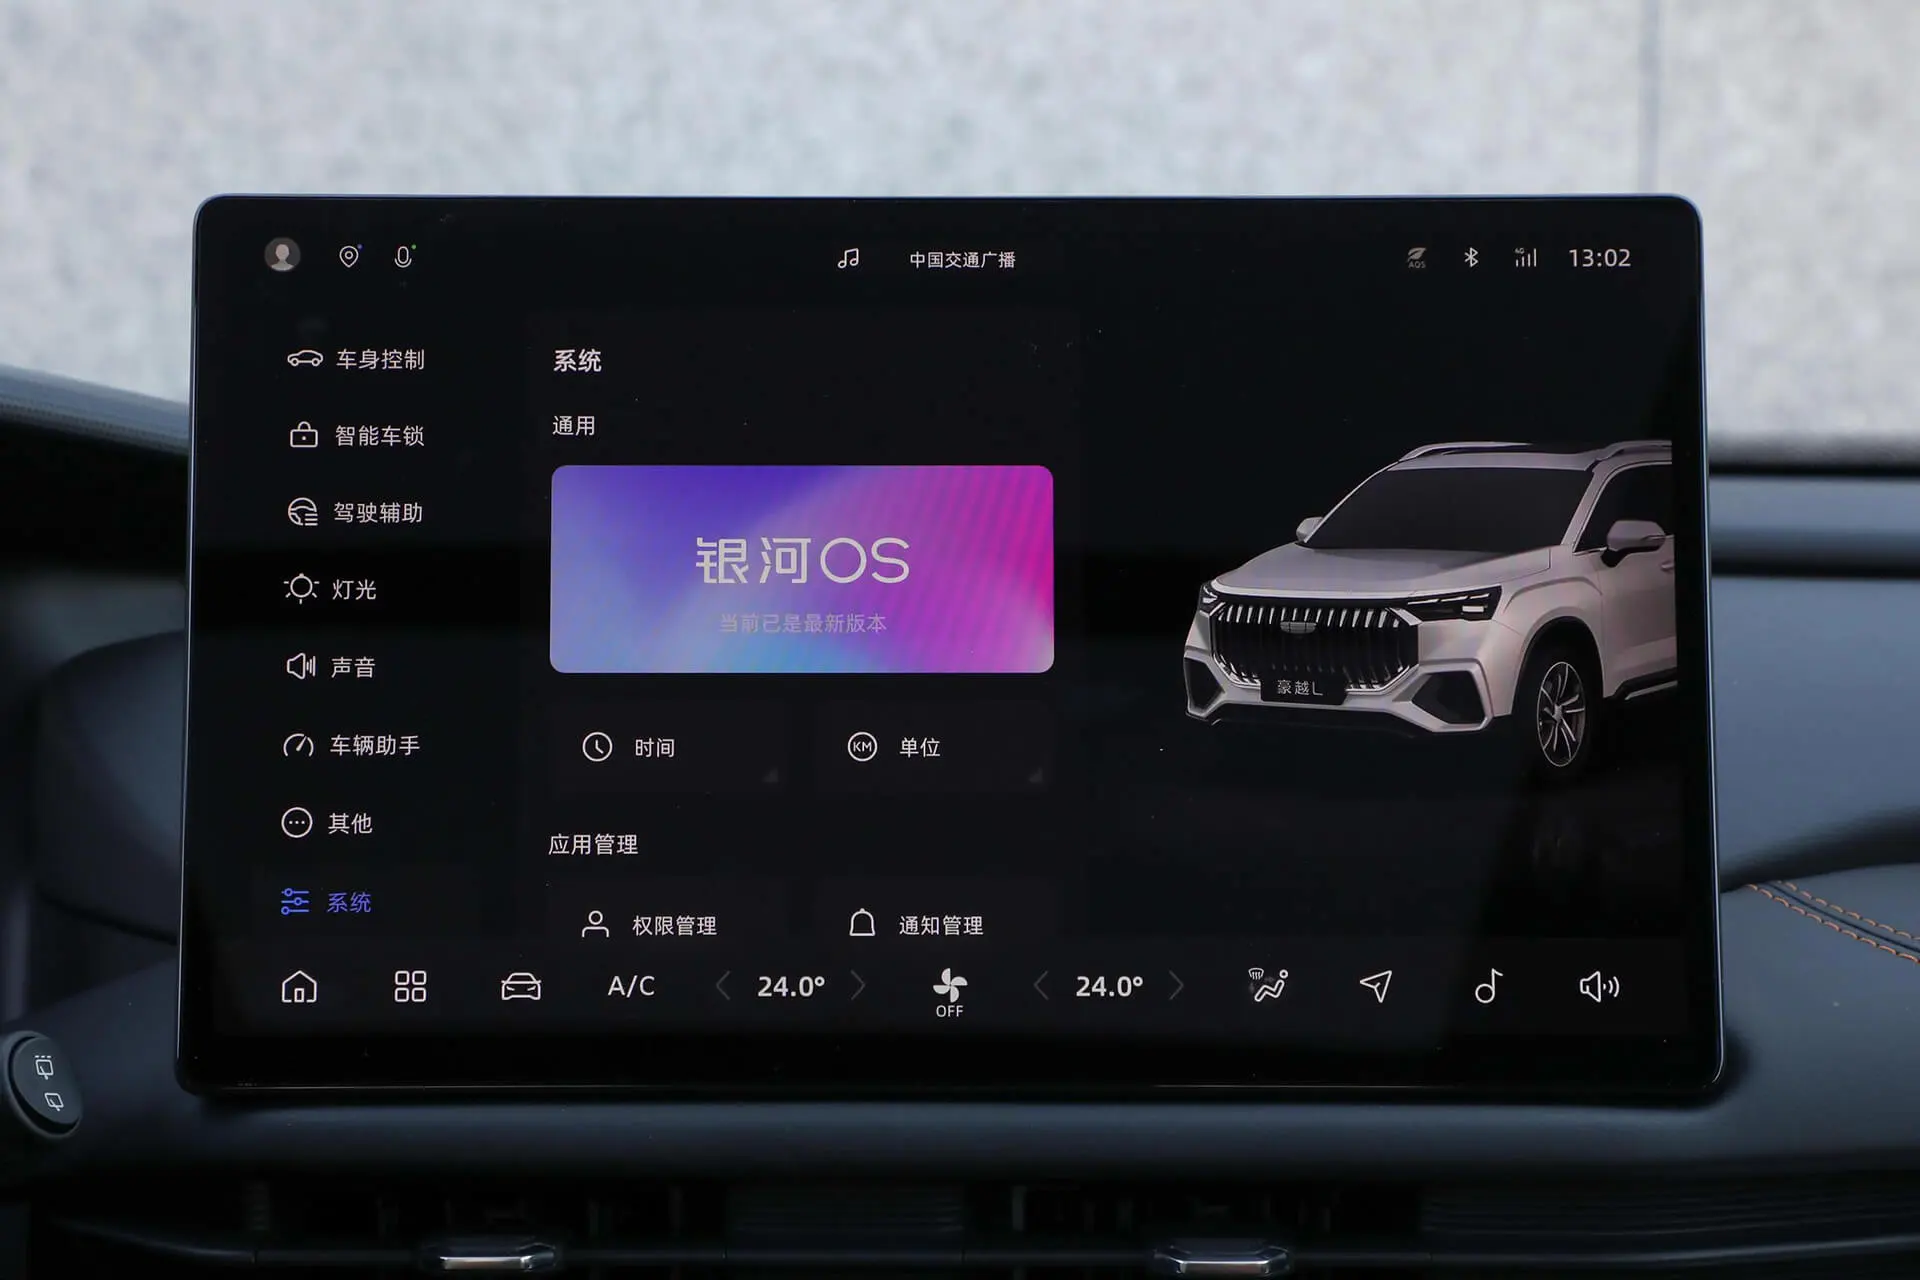 中国交通广播
AQS
4G
13:02
车身控制
智能车锁
驾驶辅助
灯光
声音
车辆助手
其他
系统
系统
通用
银河OS
当前已是最新版本
时间
KM 单位
应用管理
权限管理
通知管理
豪越L
A/C
24.0°
OFF
24.0°